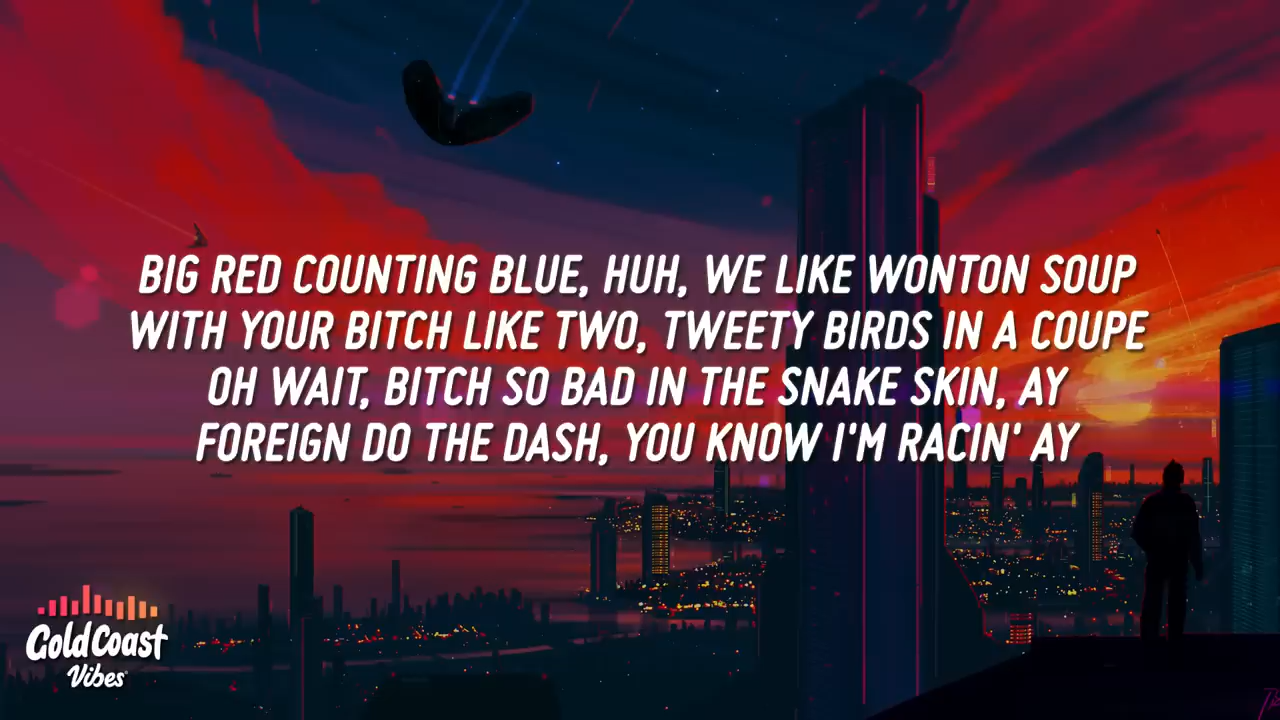 BIG RED COUNTING BLUE, HUH, WE LIKE WONTON SOUP
WITH YOUR BITCH LIKE TWO, TWEETY BIRDS IN A COUPE
OH WAIT, BITCH SO BAD IN THE SNAKE SKIN, AY
FOREIGN DO THE DASH, YOU KNOW I'M RACIN' AY
Gold Coast
Vibes